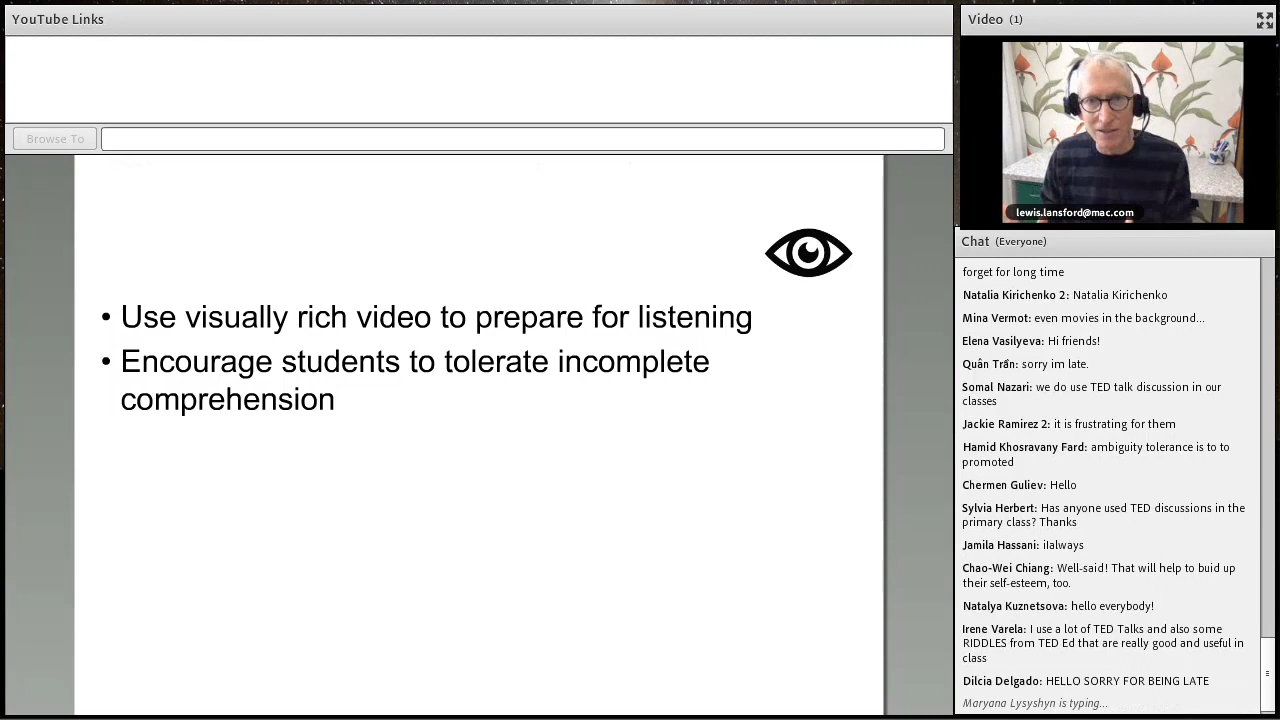 YouTube Links
Browse To
• Use visually rich video to prepare for listening
• Encourage students to tolerate incomplete
comprehension
Video (1)
lewis.lansford@mac.com
Chat (Everyone)
forget for long time
Natalia Kirichenko 2: Natalia Kirichenko
Mina Vermot: even movies in the background...
Elena Vasilyeva: Hi friends!
Quân Trần: sorry im late.
Somal Nazari: we do use TED talk discussion in our
classes
Jackie Ramirez 2: it is frustrating for them
Hamid Khosravany Fard: ambiguity tolerance is to to
promoted
Chermen Guliev: Hello
Sylvia Herbert: Has anyone used TED discussions in the
primary class? Thanks
Jamila Hassani: iIalways
Chao-Wei Chiang: Well-said! That will help to buid up
their self-esteem, too.
Natalya Kuznetsova: hello everybody!
Irene Varela: I use a lot of TED Talks and also some
RIDDLES from TED Ed that are really good and useful in
class
Dilcia Delgado: HELLO SORRY FOR BEING LATE
Maryana Lysyshyn is typing...